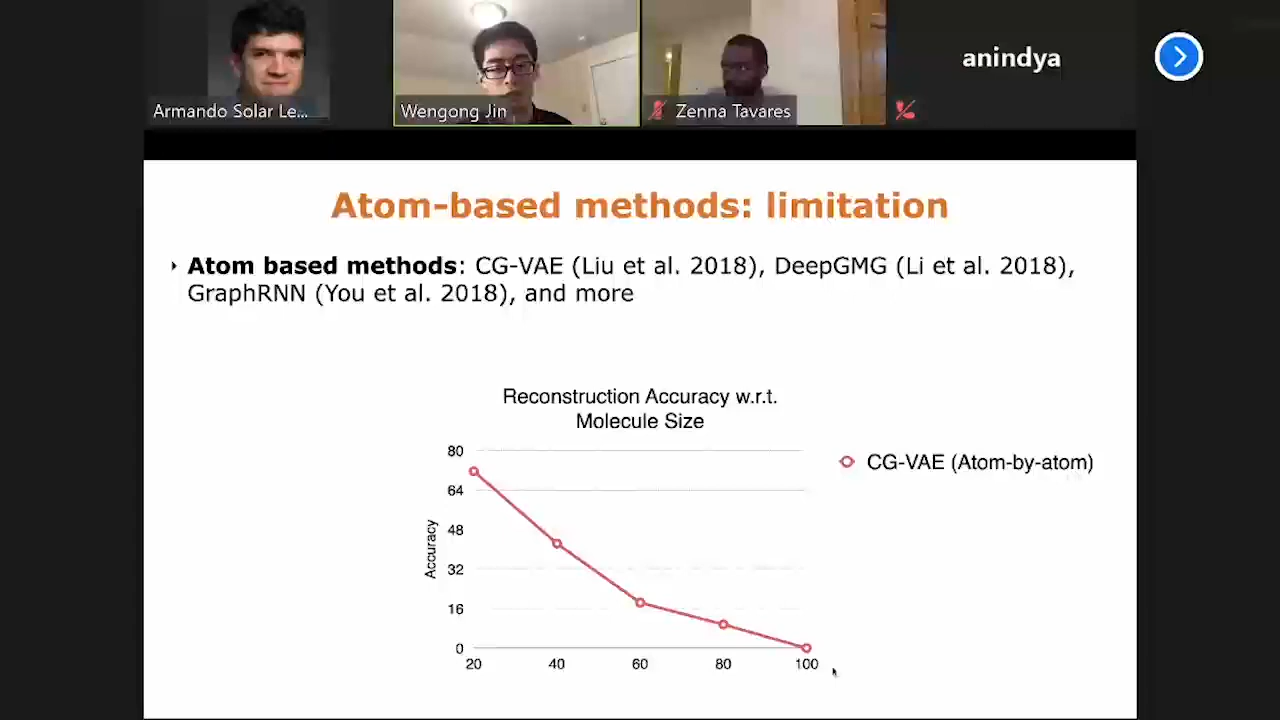 Armando Solar Le...
Wengong Jin
Zenna Tavares
anindya
Atom-based methods: limitation
Atom based methods: CG-VAE (Liu et al. 2018), DeepGMG (Li et al. 2018),
GraphRNN (You et al. 2018), and more
Reconstruction Accuracy w.r.t.
Molecule Size
CG-VAE (Atom-by-atom)
Accuracy
80
64
48
32
16
0
20 40 60 80 100